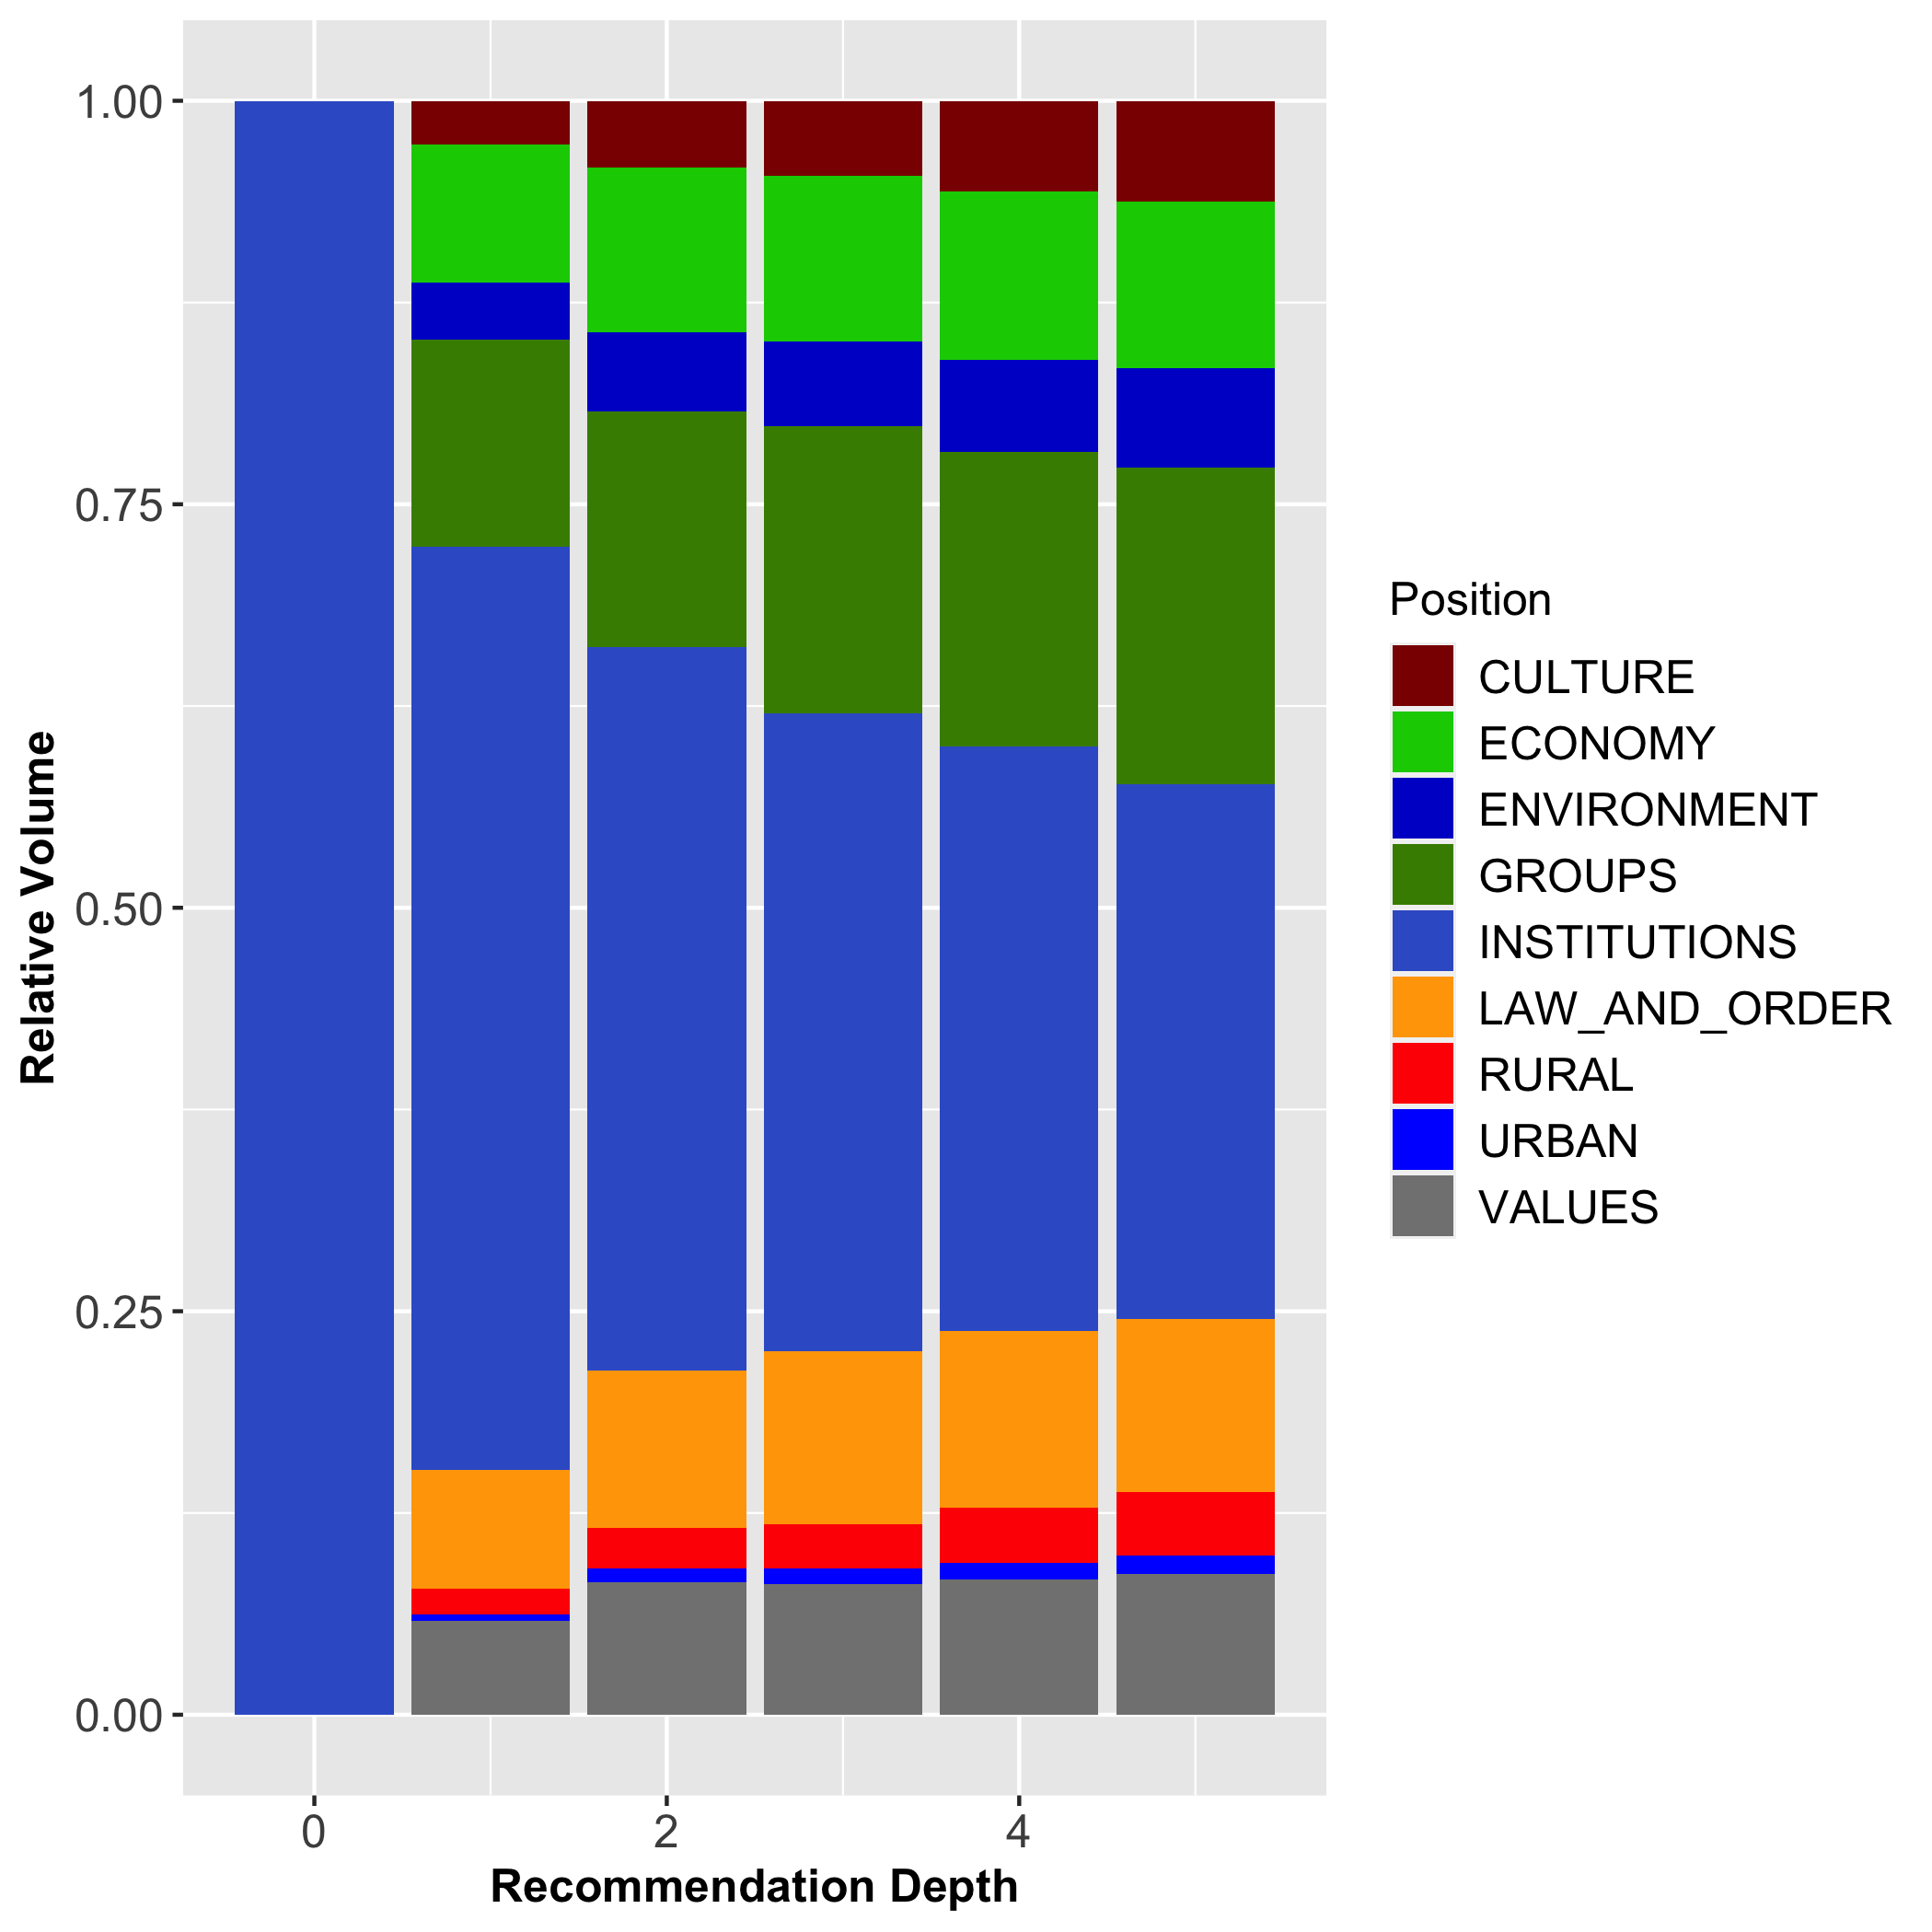 1.00
0.75
0.50
0.25
0.00
Relative Volume
0
2
4
Recommendation Depth
Position
CULTURE
ECONOMY
ENVIRONMENT
GROUPS
INSTITUTIONS
LAW_AND_ORDER
RURAL
URBAN
VALUES